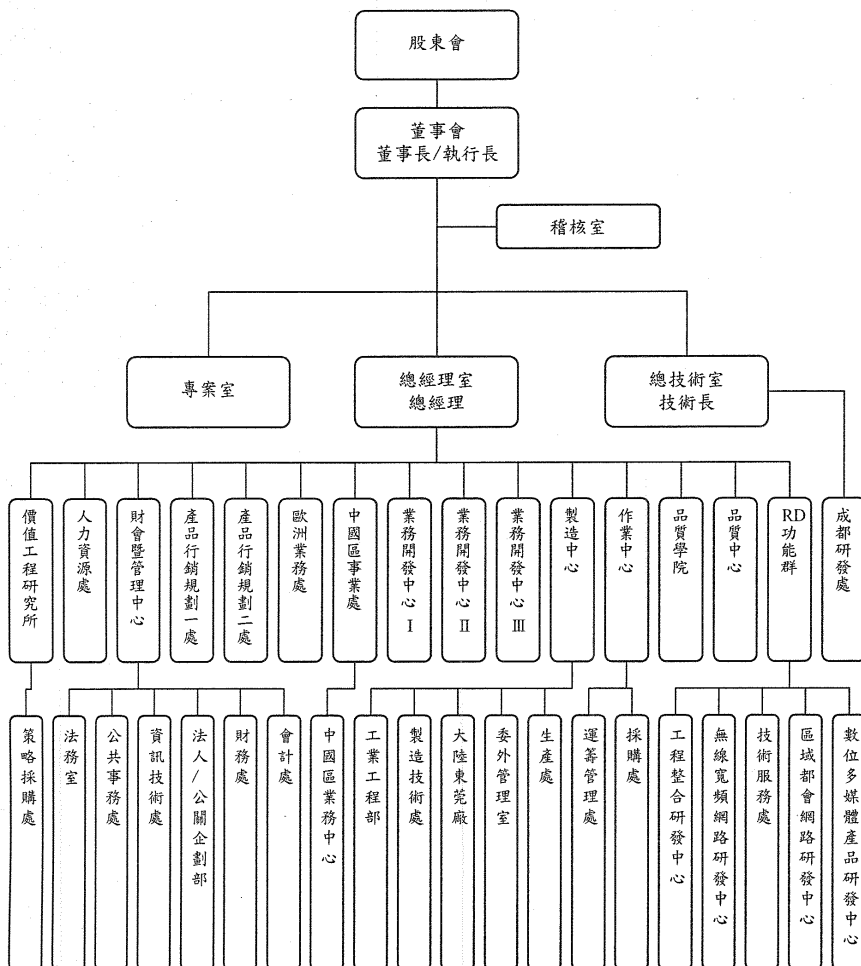 股東會
董事會
董事長/執行長
稽核室
專案室
總經理室
總經理
總技術室
技術長
價值工程研究所
人力資源處
財會暨管理中心
產品行銷規劃一處
產品行銷規劃二處
歐洲業務處
中國區事業處
業務開發中心 I
業務開發中心 II
業務開發中心 III
製造中心
作業中心
品質學院
品質中心
RD功能群
成都研發處
策略採購處
法務室
公共事務處
資訊技術處
法人/公關企劃部
財務處
會計處
中國區業務中心
工業工程部
製造技術處
大陸東莞廠
委外管理室
生產處
運籌管理處
採購處
工程整合研發中心
無線寬頻網路研發中心
技術服務處
區域都會網路研發中心
數位多媒體產品研發中心